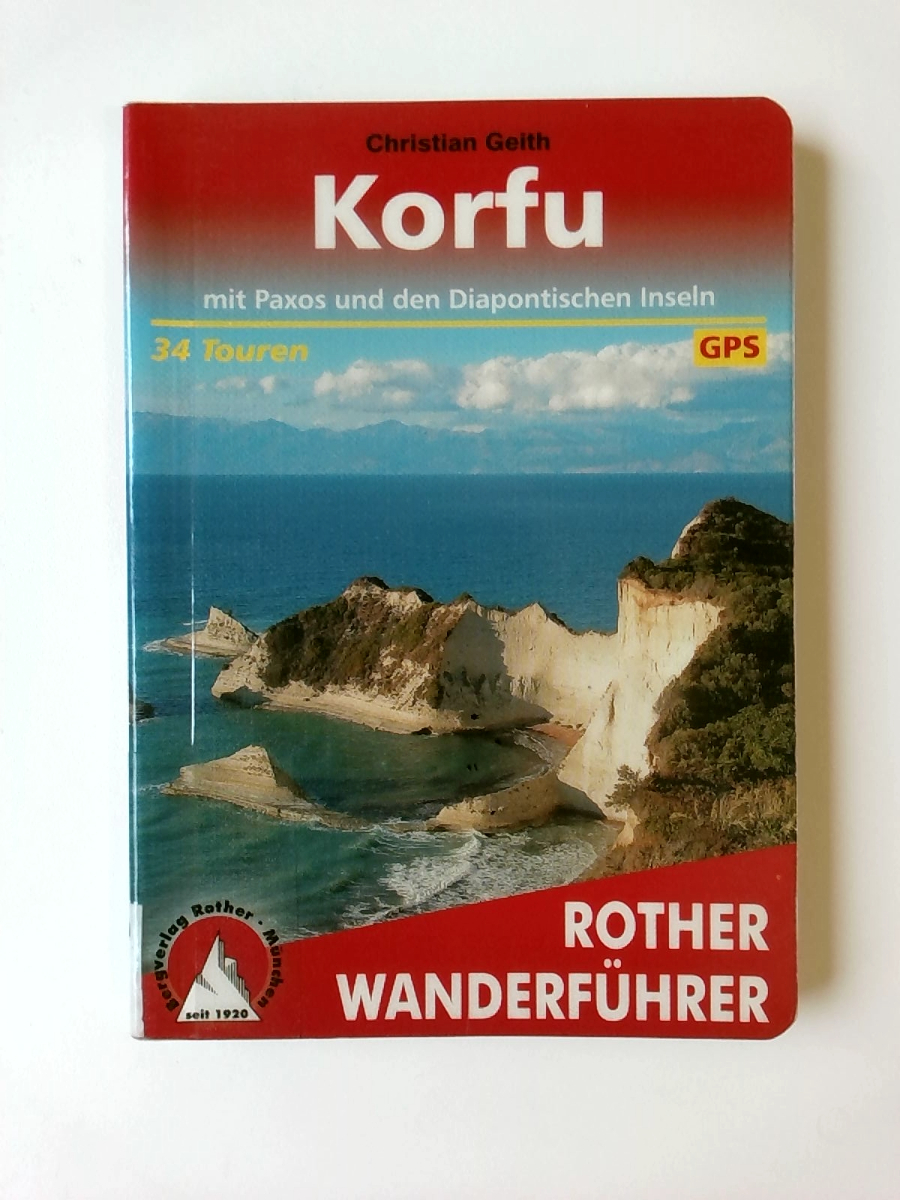 Christian Geith
Korfu
mit Paxos und den Diapontischen Inseln
34 Touren
GPS
ROTHER
WANDERFÜHRER
Bergverlag Rother · München
seit 1920